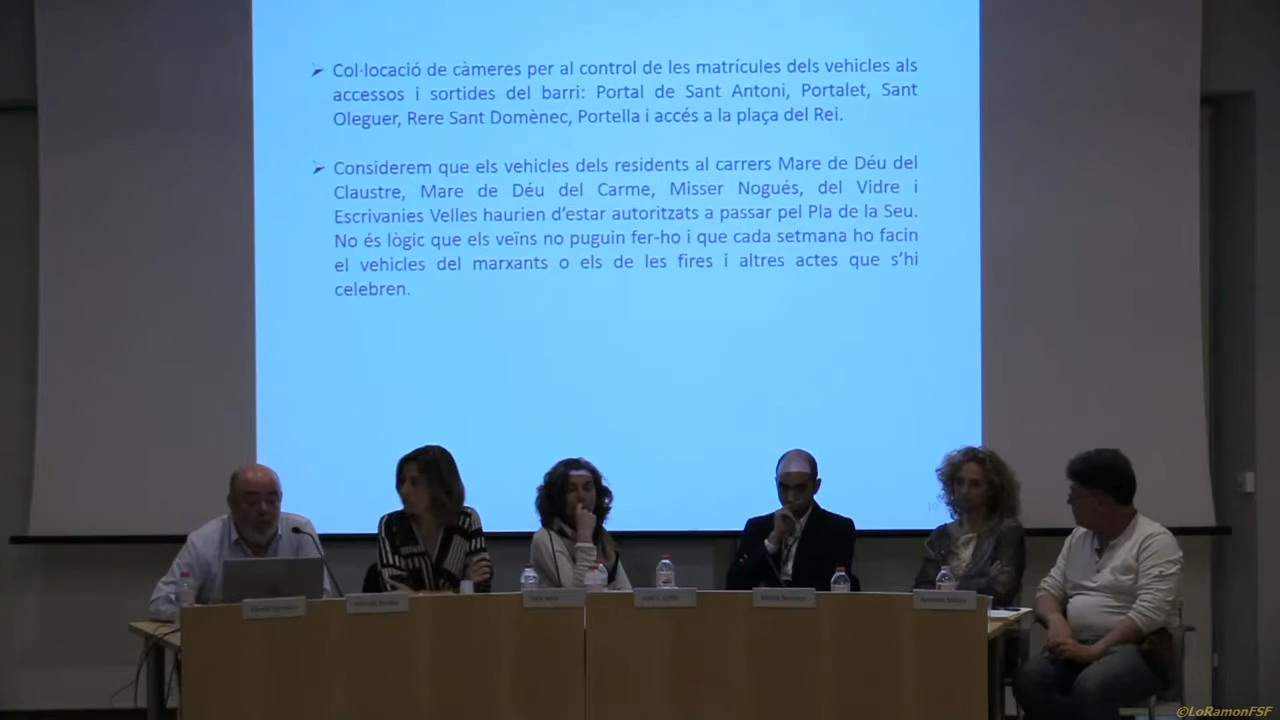 ➢ Col·locació de càmeres per al control de les matrícules dels vehicles als
accessos i sortides del barri: Portal de Sant Antoni, Portalet, Sant
Oleguer, Rere Sant Domènec, Portella i accés a la plaça del Rei.
➢ Considerem que els vehicles dels residents al carrers Mare de Déu del
Claustre, Mare de Déu del Carme, Misser Nogués, del Vidre i
Escrivanies Velles haurien d'estar autoritzats a passar pel Pla de la Seu.
No és lògic que els veïns no puguin fer-ho i que cada setmana ho facin
el vehicles del marxants o els de les fires i altres actes que s'hi
celebren.
©LoRamonFSF